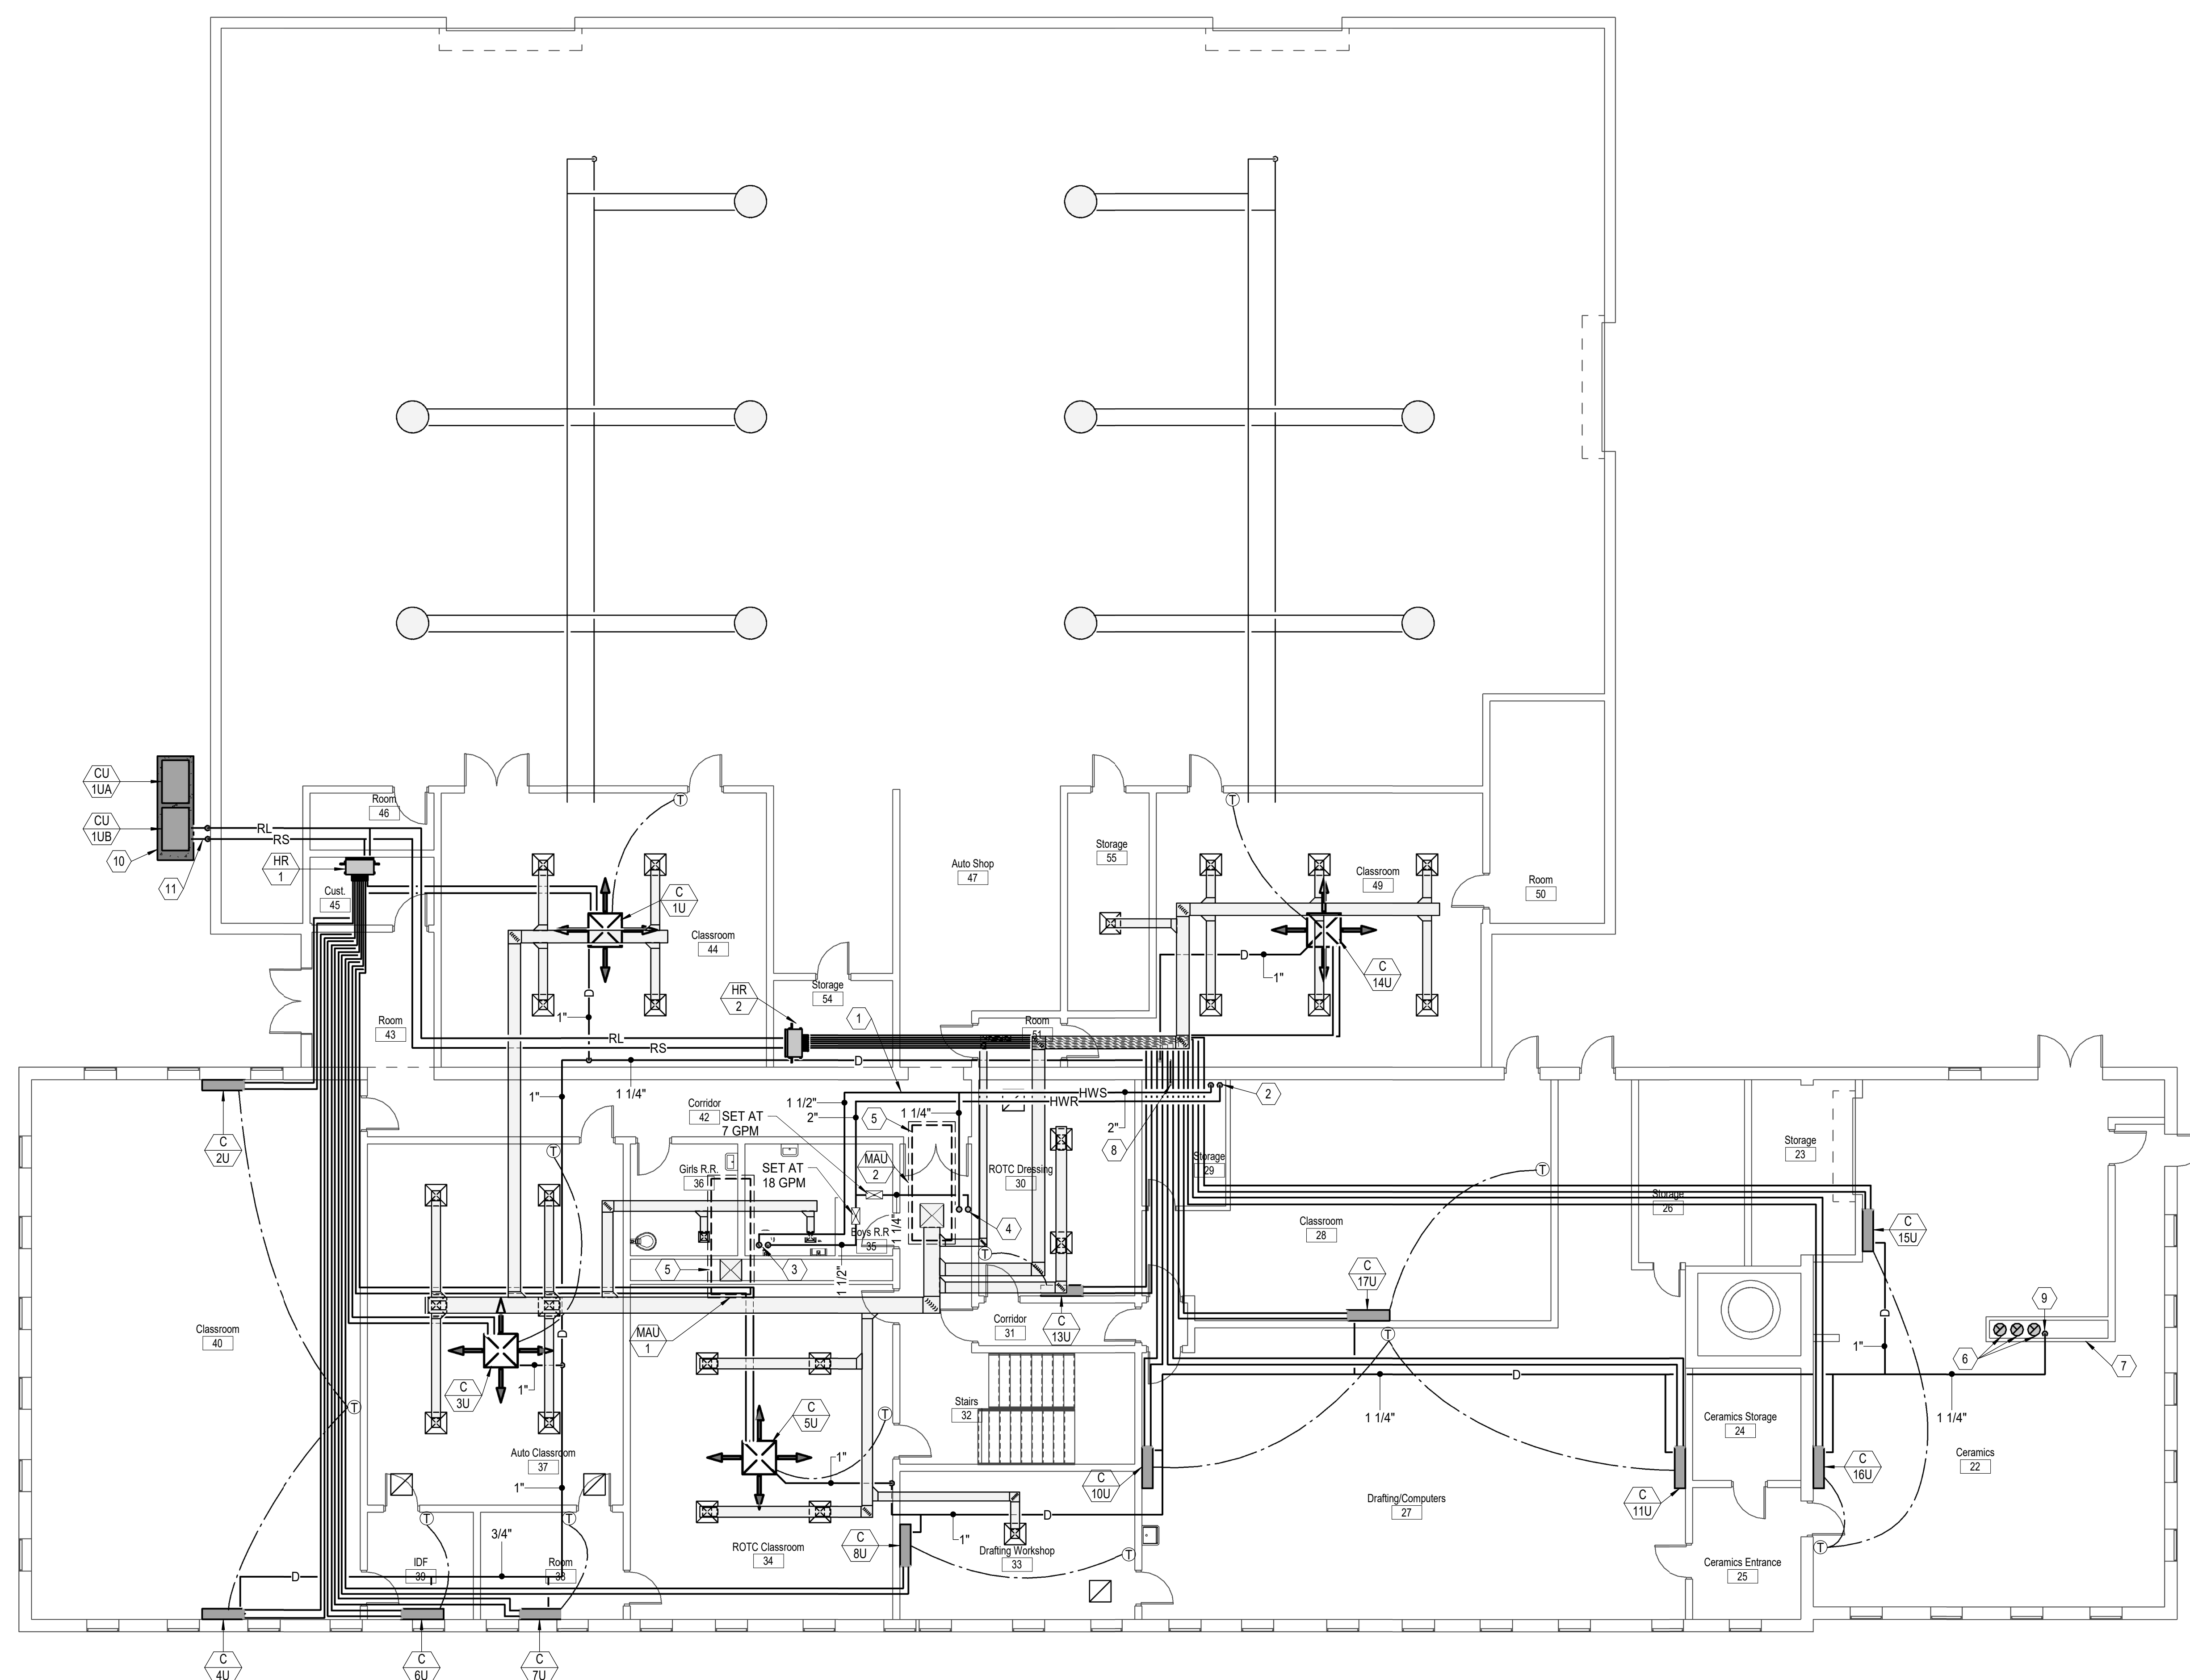 CU
1UA
CU
1UB
10
11
RL
RS
HR
1
Room
46
Cust.
45
Room
43
T
C
1U
Classroom
44
D
1"
Storage
54
HR
2
1
RL
RS
D
1 1/4"
1"
Auto Shop
47
Storage
55
T
Classroom
49
Room
50
D
1"
C
14U
Room
51
HWS
HWR
2
2"
8
C
2U
Corridor
42
SET AT
7 GPM
1 1/2"
2"
5
1 1/4"
MAU
2
T
Girls R.R.
36
SET AT
18 GPM
Boys R.R.
35
1 1/4"
1 1/2"
3
4
5
MAU
1
ROTC Dressing
30
T
Storage
29
T
Classroom
28
Storage
26
Storage
23
C
15U
C
17U
Corridor
31
C
13U
Classroom
40
T
C
3U
D
1"
C
5U
T
1"
Auto Classroom
37
1"
Stairs
32
T
D
1 1/4"
D
1"
9
6
7
1 1/4"
Ceramics Storage
24
C
16U
Ceramics
22
C
10U
Drafting/Computers
27
C
11U
T
T
3/4"
IDF
39
Room
38
D
ROTC Classroom
34
C
8U
D
1"
Drafting Workshop
33
T
Ceramics Entrance
25
T
C
4U
C
6U
C
7U